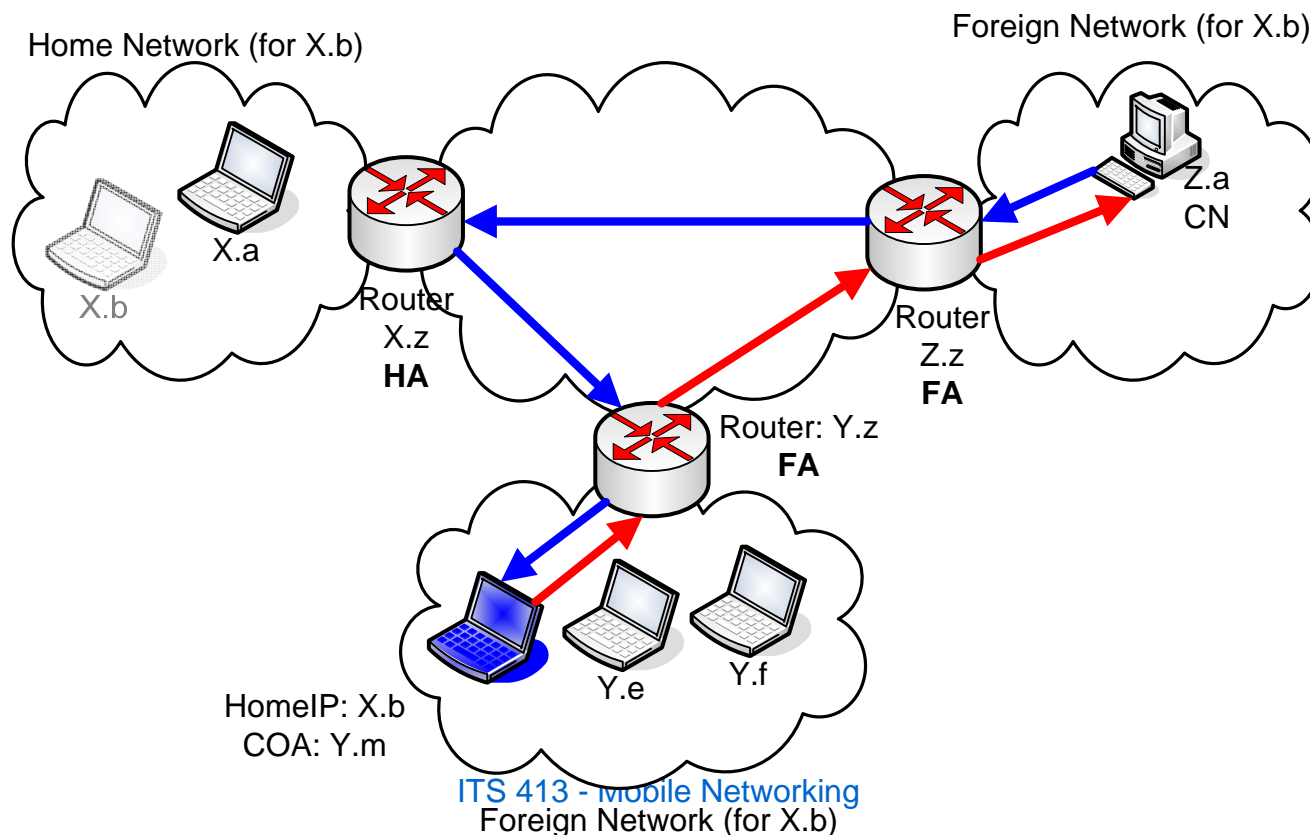 Home Network (for X.b)
Foreign Network (for X.b)
X.a
X.b
Z.a
CN
Router
X.z
HA
Router
Z.z
FA
Router: Y.z
FA
Y.e
Y.f
HomeIP: X.b
COA: Y.m
ITS 413 - Mobile Networking
Foreign Network (for X.b)